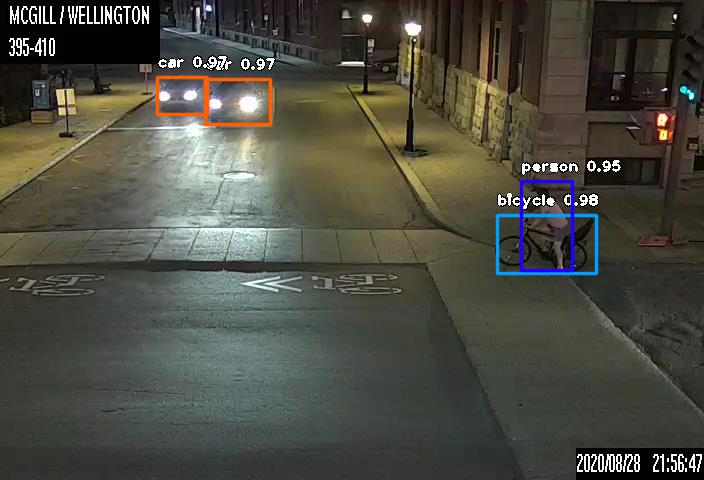 MCGILL / WELLINGTON
395-410
car 0.97
0.97
person 0.95
bicycle 0.98
2020/08/28 21:56:47